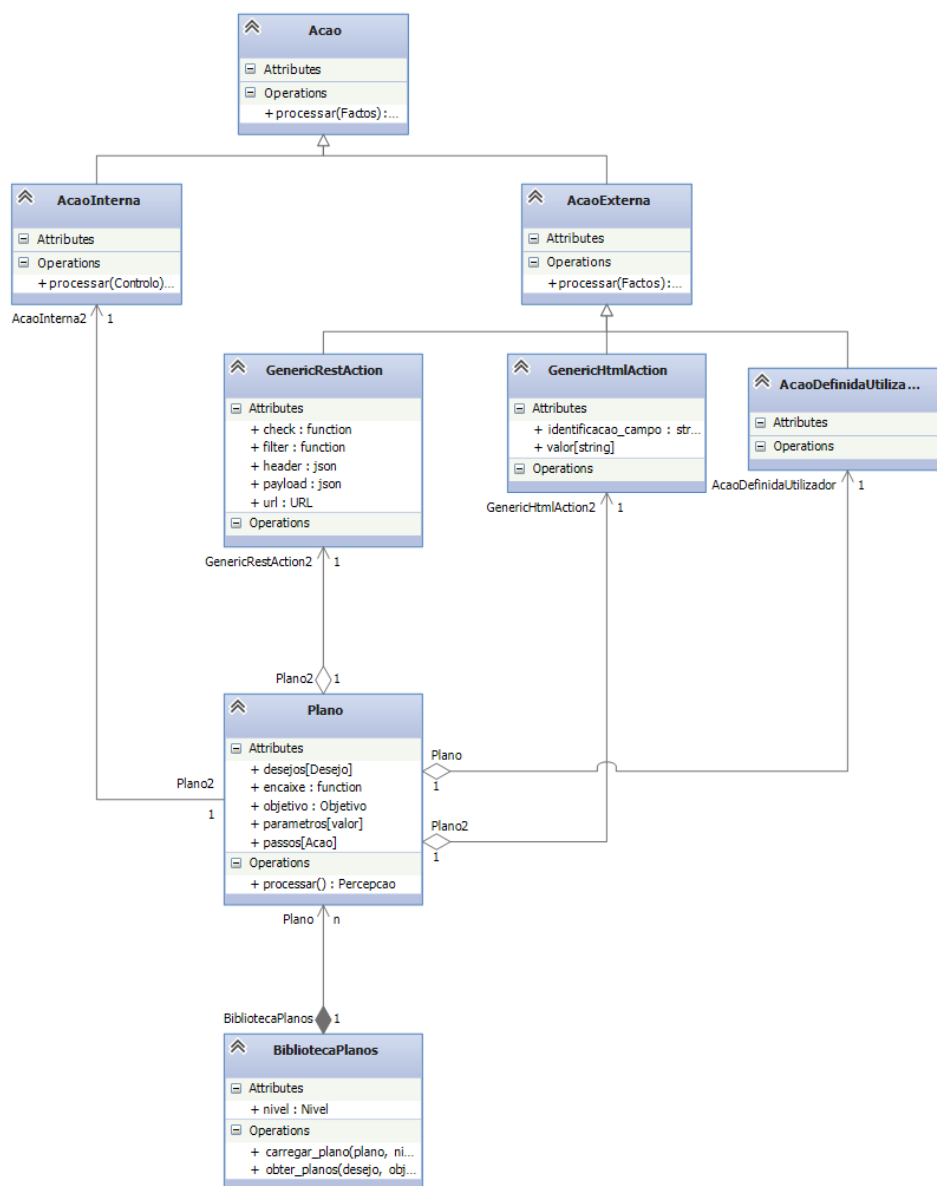 Acao
Attributes
Operations
+ processar(Factos):...
AcaoInterna
Attributes
Operations
+ processar(Controlo)...
AcaoExterna
Attributes
Operations
+ processar(Factos):...
AcaoInterna2 1
GenericRestAction
Attributes
+ check : function
+ filter : function
+ header : json
+ payload : json
+ url : URL
Operations
GenericHtmlAction
Attributes
+ identificacao_campo : str...
+ valor[string]
Operations
AcaoDefinidaUtiliza...
Attributes
Operations
GenericRestAction2 1
GenericHtmlAction2 1
AcaoDefinidaUtilizador 1
Plano2 1
Plano2
1
Plano
Attributes
+ desejos[Desejo]
+ encaixe : function
+ objetivo : Objetivo
+ parametros[valor]
+ passos[Acao]
Operations
+ processar() : Percepcao
Plano
1
Plano2
1
Plano n
BibliotecaPlanos 1
BibliotecaPlanos
Attributes
+ nivel : Nivel
Operations
+ carregar_plano(plano, ni...
+ obter_planos(desejo, obj...